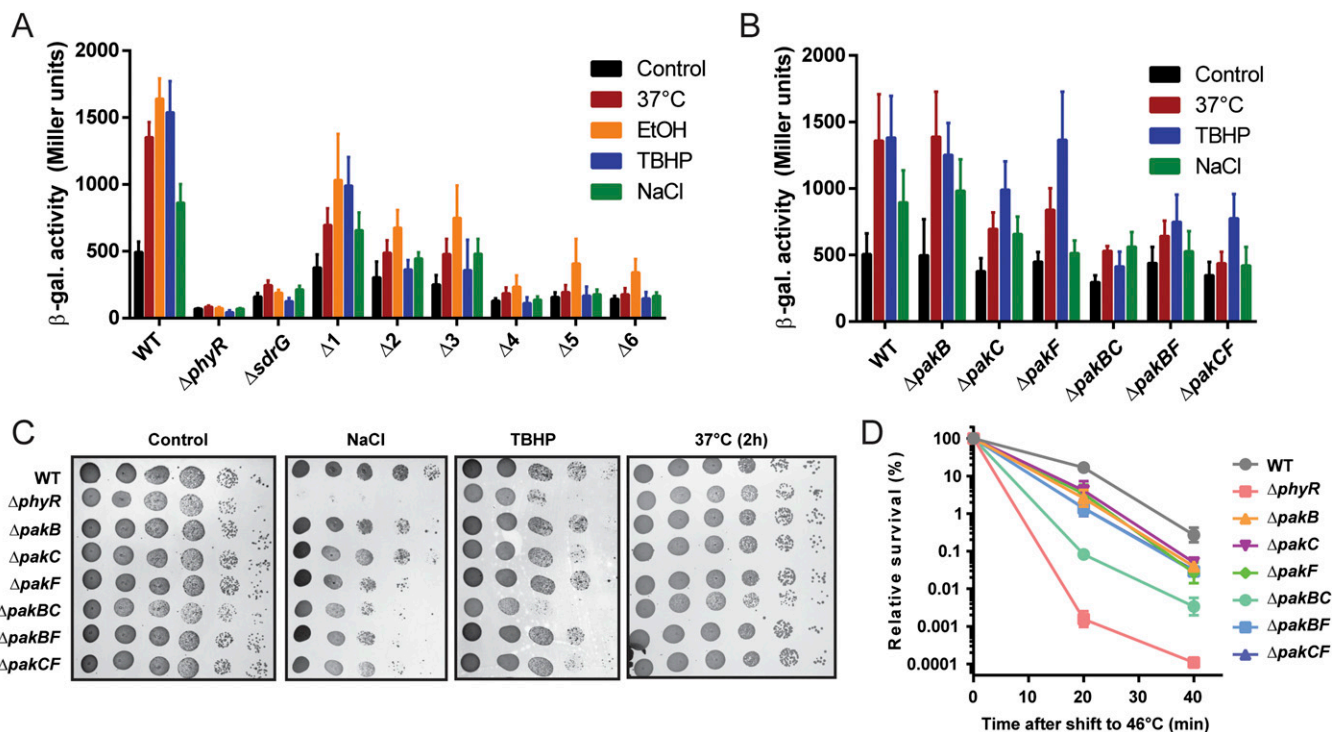 A
β-gal. activity (Miller units)
2000
1500
1000
500
0
Control
37°C
EtOH
TBHP
NaCl
WT
ΔphyR
ΔsdrG
Δ1
Δ2
Δ3
Δ4
Δ5
Δ6
B
β-gal. activity (Miller units)
2000
1500
1000
500
0
Control
37°C
TBHP
NaCl
WT
ΔpakB
ΔpakC
ΔpakF
ΔpakBC
ΔpakBF
ΔpakCF
C
Control NaCl TBHP 37°C (2h)
WT
ΔphyR
ΔpakB
ΔpakC
ΔpakF
ΔpakBC
ΔpakBF
ΔpakCF
D
Relative survival (%)
100
10
1
0.1
0.01
0.001
0.0001
0 10 20 30 40
Time after shift to 46°C (min)
WT
ΔphyR
ΔpakB
ΔpakC
ΔpakF
ΔpakBC
ΔpakBF
ΔpakCF